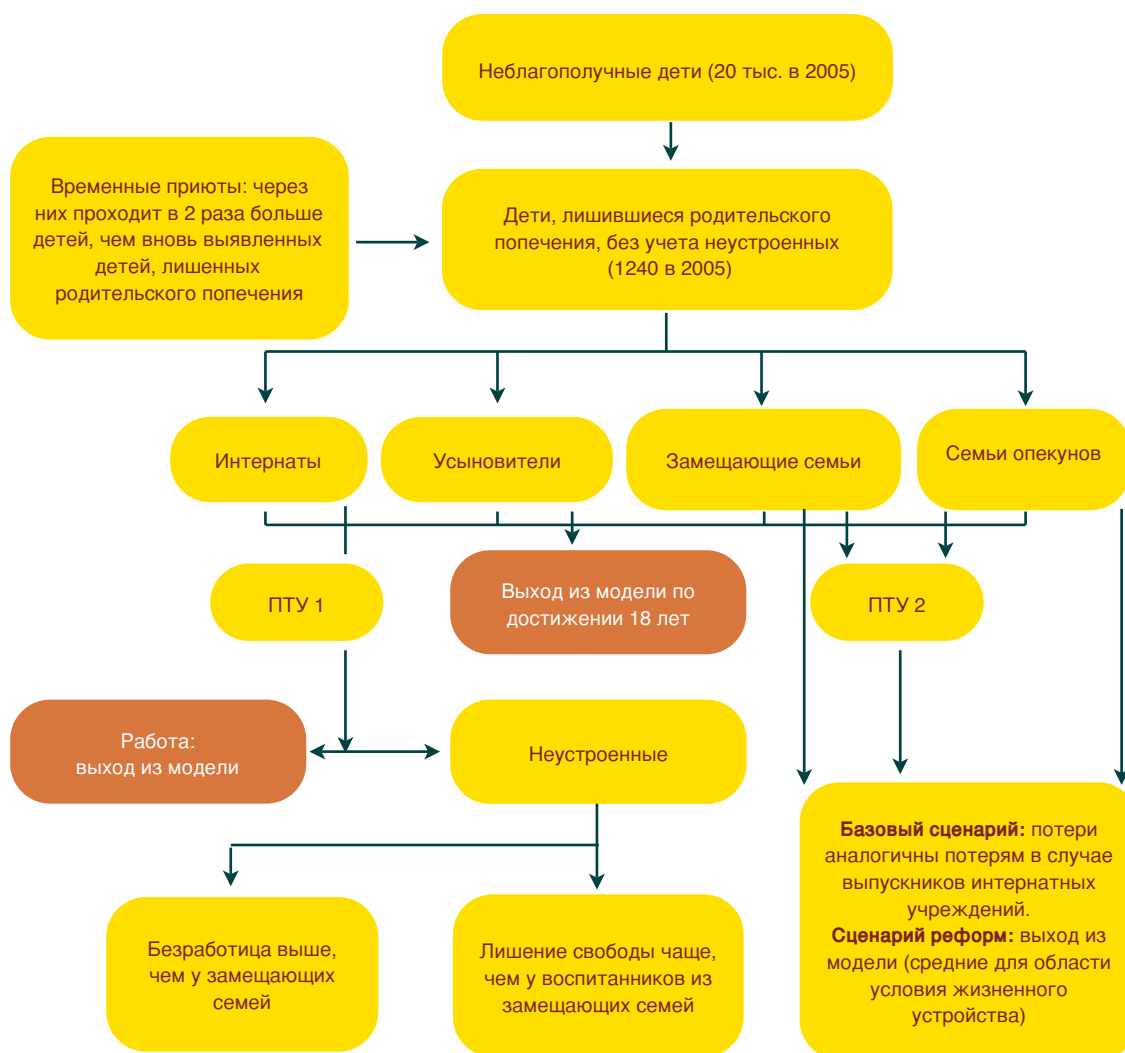 Неблагополучные дети (20 тыс. в 2005)
Временные приюты: через
них проходит в 2 раза больше
детей, чем вновь выявленных
детей, лишенных
родительского попечения
Дети, лишившиеся родительского
попечения, без учета неустроенных
(1240 в 2005)
Интернаты
Усыновители
Замещающие семьи
Семьи опекунов
ПТУ 1
Выход из модели по
достижении 18 лет
ПТУ 2
Работа:
выход из модели
Неустроенные
Безработица выше,
чем у замещающих
семей
Лишение свободы чаще,
чем у воспитанников из
замещающих семей
Базовый сценарий: потери
аналогичны потерям в случае
выпускников интернатных
учреждений.
Сценарий реформ: выход из
модели (средние для области
условия жизненного
устройства)